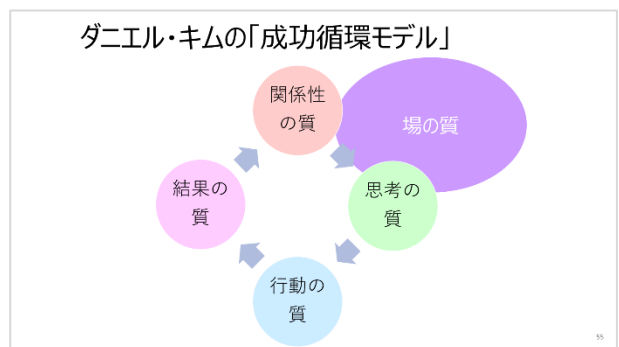 ダニエル・キムの「成功循環モデル」
関係性
の質
場の質
思考の
質
行動の
質
結果の
質
55